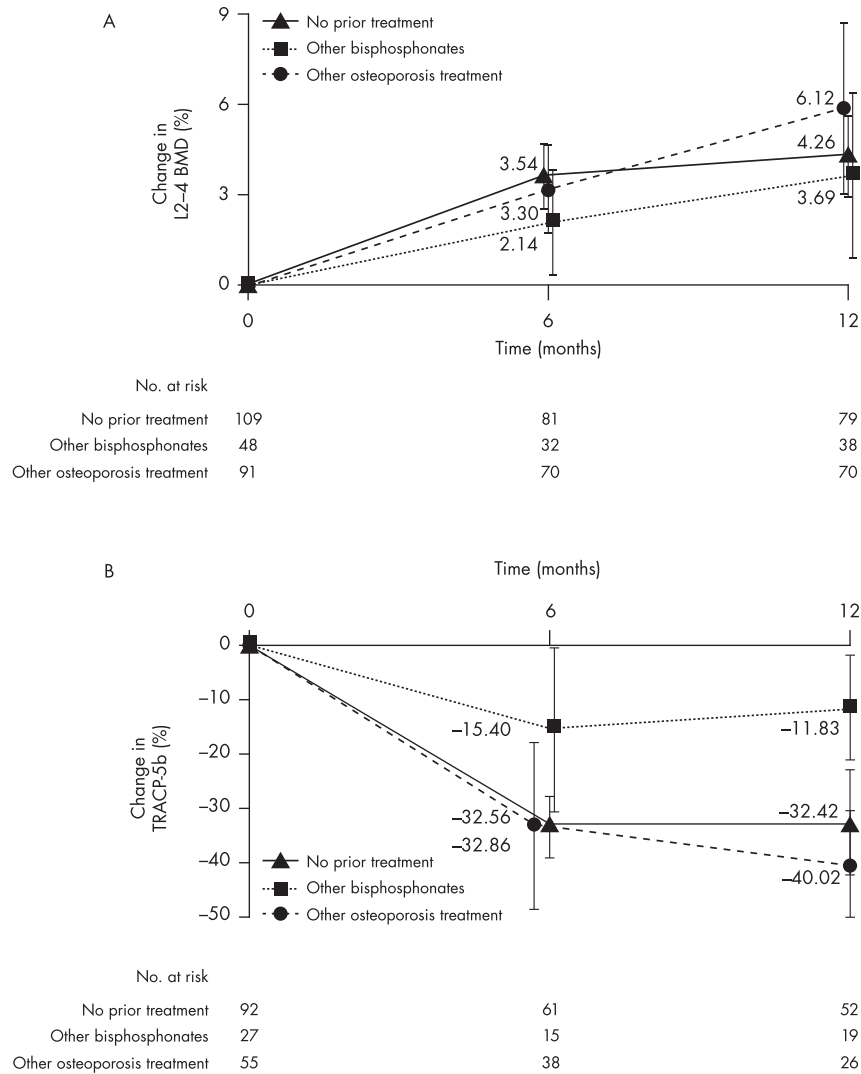 A
9
6
3
0
Change in
L2–4 BMD (%)
No prior treatment
Other bisphosphonates
Other osteoporosis treatment
3.54
3.30
2.14
6.12
4.26
3.69
0 6 12
Time (months)
No. at risk
No prior treatment 109 81 79
Other bisphosphonates 48 32 38
Other osteoporosis treatment 91 70 70
B
Time (months)
0 6 12
0
–10
–20
–30
–40
–50
Change in
TRACP-5b (%)
–15.40
–11.83
–32.56
–32.42
–32.86
–40.02
No prior treatment
Other bisphosphonates
Other osteoporosis treatment
No. at risk
No prior treatment 92 61 52
Other bisphosphonates 27 15 19
Other osteoporosis treatment 55 38 26